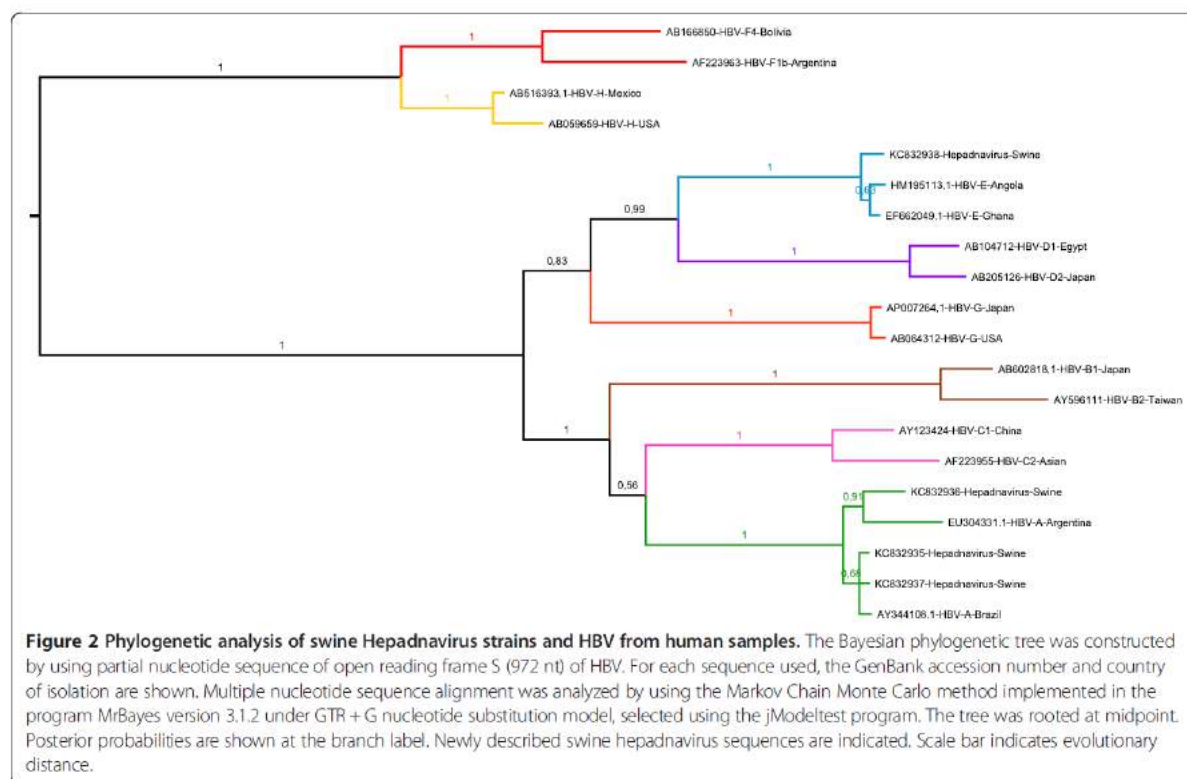 AB166850-HBV-F4-Bolivia
1
AF223963-HBV-F1b-Argentina
1
AB516393,1-HBV-H-Mexico
1
AB059659-HBV-H-USA
KC832938-Hepadnavirus-Swine
1
HM195113,1-HBV-E-Angola
EF662049,1-HBV-E-Ghana
0,99
AB104712-HBV-D1-Egypt
1
0,83
AB205126-HBV-D2-Japan
AP007264,1-HBV-G-Japan
1
AB064312-HBV-G-USA
1
AB602818,1-HBV-B1-Japan
1
AY596111-HBV-B2-Taiwan
1
AY123424-HBV-C1-China
1
AF223955-HBV-C2-Asian
0,56
KC832936-Hepadnavirus-Swine
0,91
EU304331.1-HBV-A-Argentina
1
KC832935-Hepadnavirus-Swine
KC832937-Hepadnavirus-Swine
AY344106.1-HBV-A-Brazil
Figure 2 Phylogenetic analysis of swine Hepadnavirus strains and HBV from human samples. The Bayesian phylogenetic tree was constructed
by using partial nucleotide sequence of open reading frame S (972 nt) of HBV. For each sequence used, the GenBank accession number and country
of isolation are shown. Multiple nucleotide sequence alignment was analyzed by using the Markov Chain Monte Carlo method implemented in the
program MrBayes version 3.1.2 under GTR + G nucleotide substitution model, selected using the jModeltest program. The tree was rooted at midpoint.
Posterior probabilities are shown at the branch label. Newly described swine hepadnavirus sequences are indicated. Scale bar indicates evolutionary
distance.